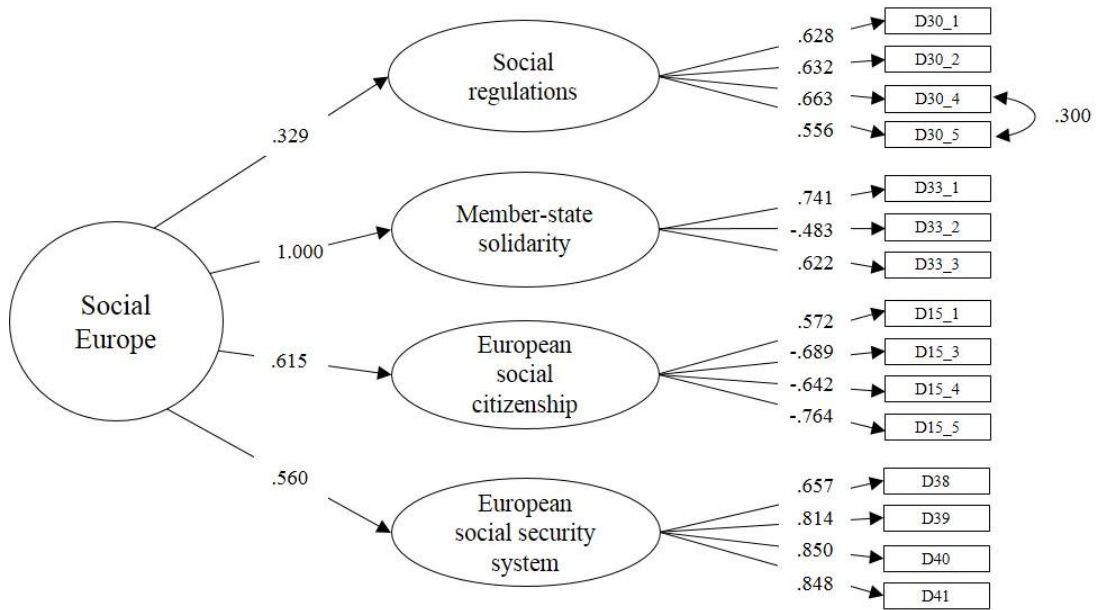 Social
Europe
.329
1.000
.615
.560
Social
regulations
.628
.632
.663
.556
D30_1
D30_2
D30_4
D30_5
.300
Member-state
solidarity
.741
-.483
.622
D33_1
D33_2
D33_3
European
social
citizenship
.572
-.689
-.642
-.764
D15_1
D15_3
D15_4
D15_5
European
social security
system
.657
.814
.850
.848
D38
D39
D40
D41